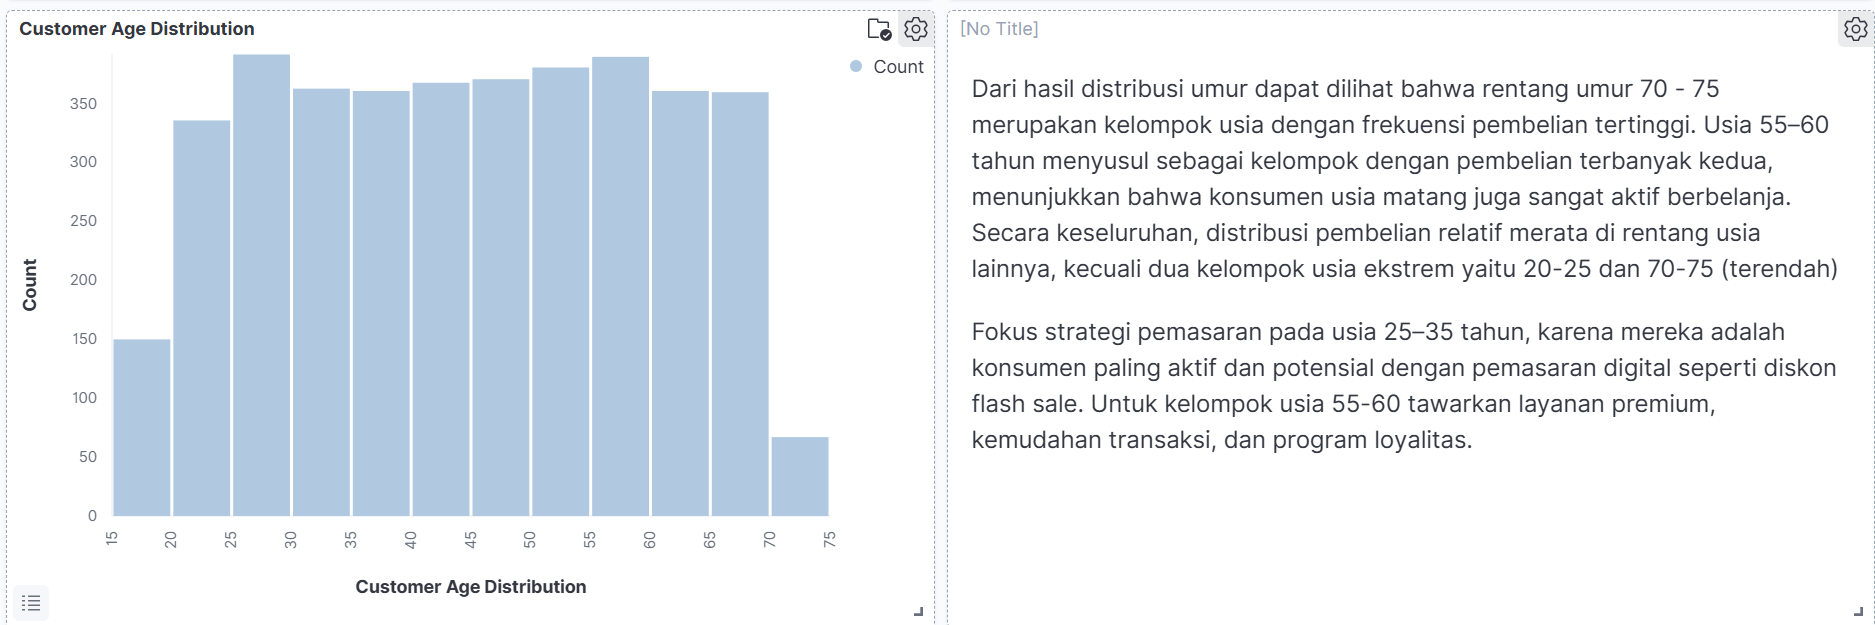 Customer Age Distribution
Count
350
300
250
200
150
100
50
0
Count
15
20
25
30
35
40
45
50
55
60
65
70
75
Customer Age Distribution
[No Title]
Dari hasil distribusi umur dapat dilihat bahwa rentang umur 70 - 75
merupakan kelompok usia dengan frekuensi pembelian tertinggi. Usia 55–60
tahun menyusul sebagai kelompok dengan pembelian terbanyak kedua,
menunjukkan bahwa konsumen usia matang juga sangat aktif berbelanja.
Secara keseluruhan, distribusi pembelian relatif merata di rentang usia
lainnya, kecuali dua kelompok usia ekstrem yaitu 20-25 dan 70-75 (terendah)
Fokus strategi pemasaran pada usia 25–35 tahun, karena mereka adalah
konsumen paling aktif dan potensial dengan pemasaran digital seperti diskon
flash sale. Untuk kelompok usia 55-60 tawarkan layanan premium,
kemudahan transaksi, dan program loyalitas.